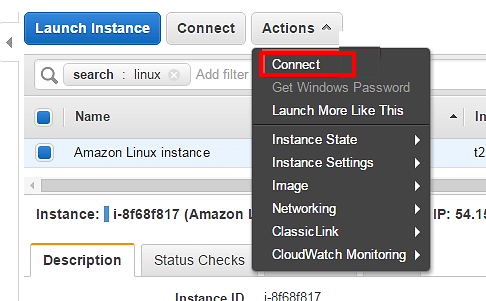 Launch Instance Connect Actions
search : linux Add filter
Connect
Get Windows Password
Launch More Like This
Name In
Amazon Linux instance t2
Instance State
Instance Settings
Image
Networking
ClassicLink
CloudWatch Monitoring
Instance: i-8f68f817 (Amazon L IP: 54.15
Description Status Checks
Instance ID i-8f68f817